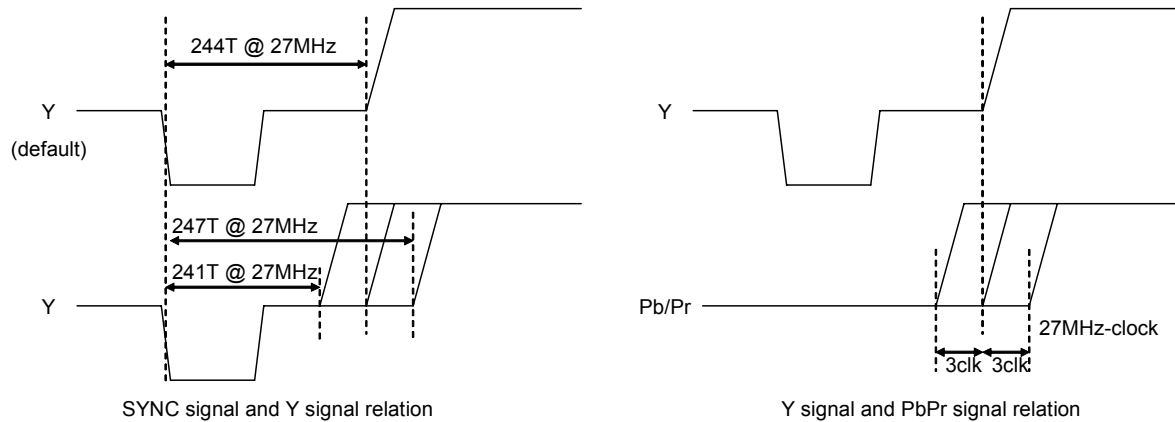 244T @ 27MHz
Y
(default)
247T @ 27MHz
241T @ 27MHz
Y
SYNC signal and Y signal relation
Y
Pb/Pr
27MHz-clock
3clk 3clk
Y signal and PbPr signal relation